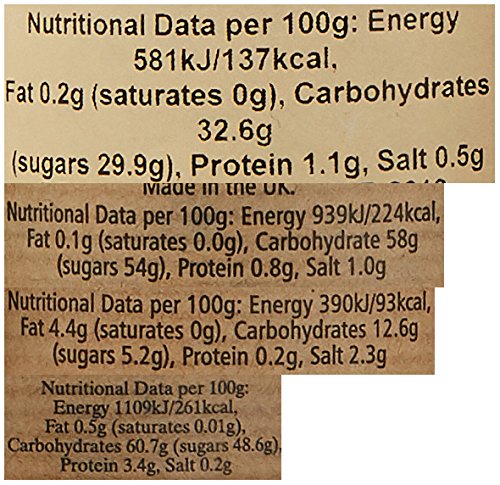 Nutritional Data per 100g: Energy
581kJ/137kcal,
Fat 0.2g (saturates 0g), Carbohydrates
32.6g
(sugars 29.9g), Protein 1.1g, Salt 0.5g
Made in the UK.
Nutritional Data per 100g: Energy 939kJ/224kcal,
Fat 0.1g (saturates 0.0g), Carbohydrate 58g
(sugars 54g), Protein 0.8g, Salt 1.0g
Nutritional Data per 100g: Energy 390kJ/93kcal,
Fat 4.4g (saturates 0g), Carbohydrates 12.6g
(sugars 5.2g), Protein 0.2g, Salt 2.3g
Nutritional Data per 100g:
Energy 1109kJ/261kcal,
Fat 0.5g (saturates 0.01g),
Carbohydrates 60.7g (sugars 48.6g),
Protein 3.4g, Salt 0.2g